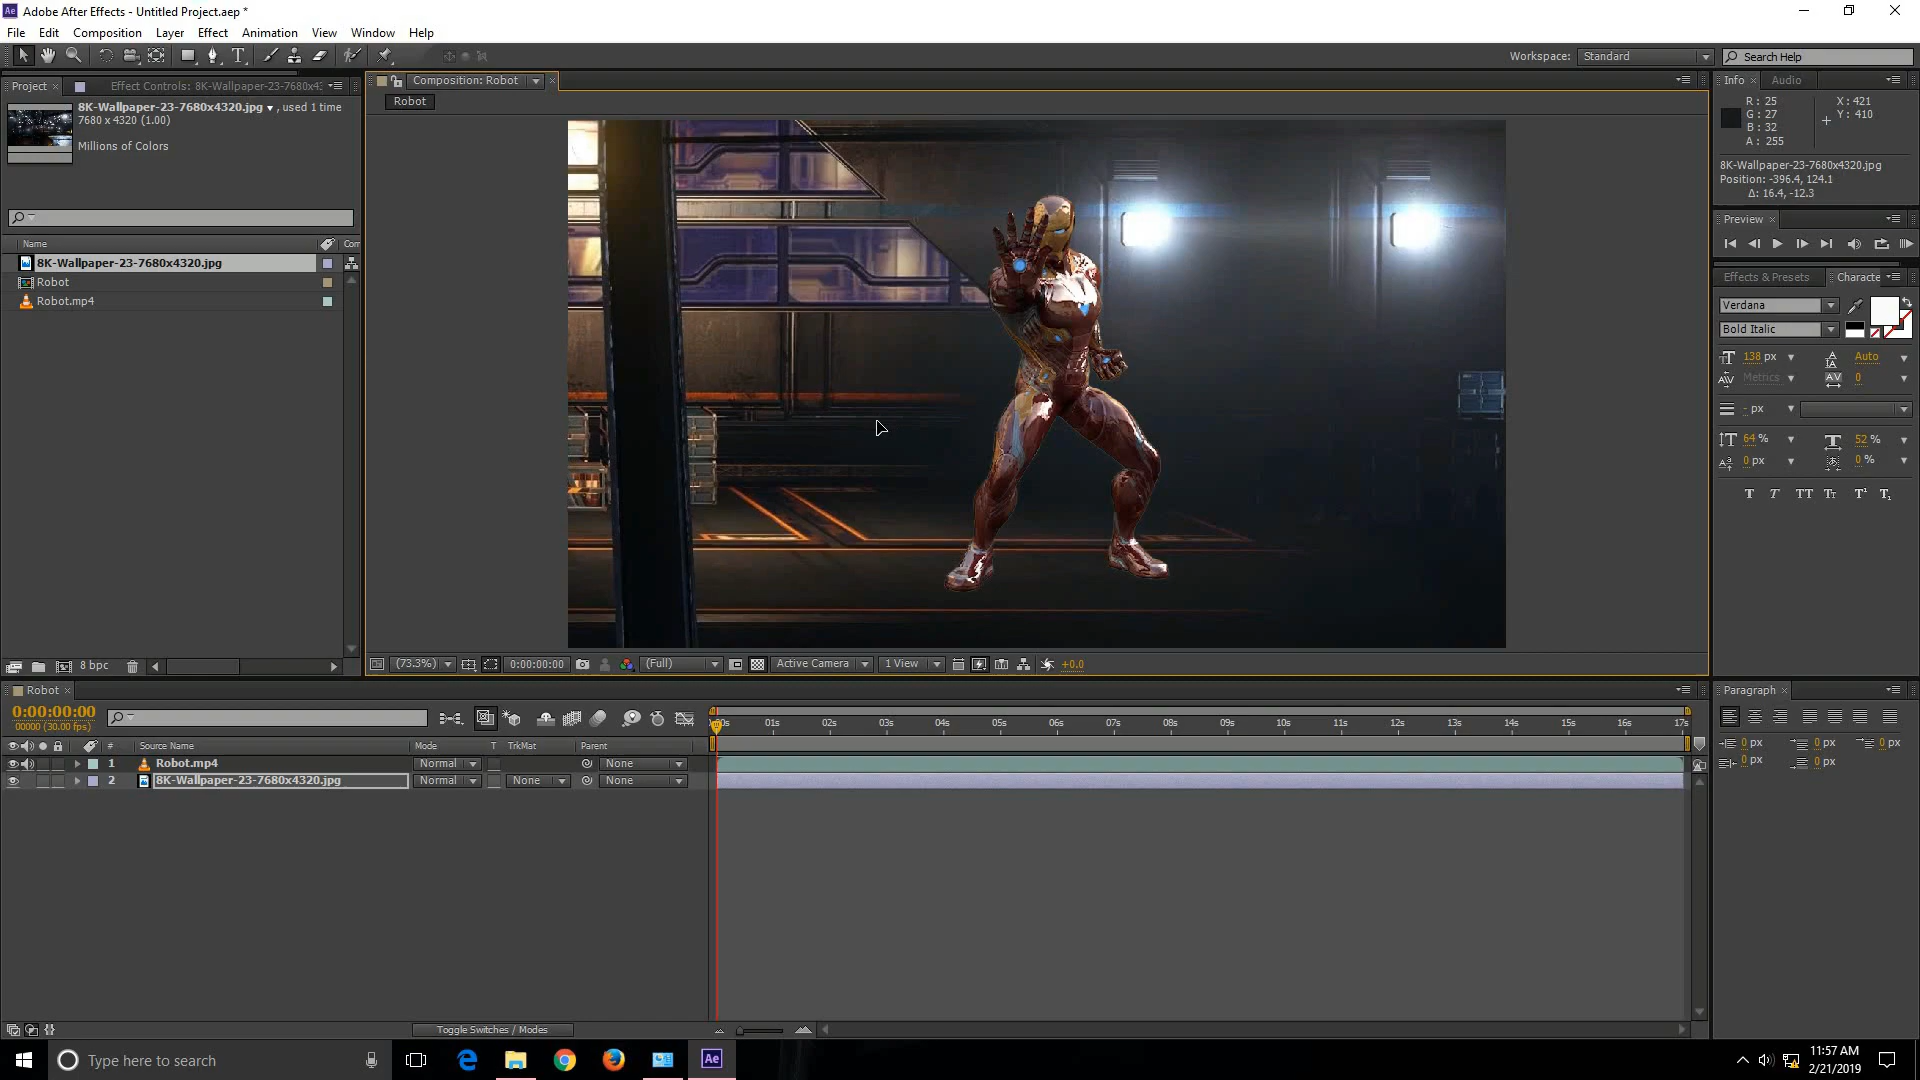 Adobe After Effects - Untitled Project.aep *
File Edit Composition Layer Effect Animation View Window Help
Workspace: Standard Search Help
Project Effect Controls: 8K-Wallpaper-23-7680x43
Composition: Robot
Info Audio
Robot
8K-Wallpaper-23-7680x4320.jpg , used 1 time
7680 x 4320 (1.00)
Millions of Colors
R: 25 X: 421
G: 27 Y: 410
B: 32
A: 255
8K-Wallpaper-23-7680x4320.jpg
Position: -396.4, 124.1
Δ: 16.4, -12.3
Preview
Name Com
8K-Wallpaper-23-7680x4320.jpg
Robot
Robot.mp4
Effects & Presets Characte
Verdana
Bold Italic
138 px Auto
Metrics 0
- px
64 % 52 %
0 px 0 %
T T TT Tt T¹ T₁
8 bpc
(73.3%) 0:00:00:00 (Full) Active Camera 1 View +0.0
Robot
0:00:00:00
00000 (30.00 fps)
01s 02s 03s 04s 05s 06s 07s 08s 09s 10s 11s 12s 13s 14s 15s 16s 17s
# Source Name Mode T TrkMat Parent
1 Robot.mp4 Normal None
2 8K-Wallpaper-23-7680x4320.jpg Normal None None
Paragraph
0 px 0 px 0 px
0 px 0 px
Toggle Switches / Modes
Type here to search
Ae
11:57 AM
2/21/2019